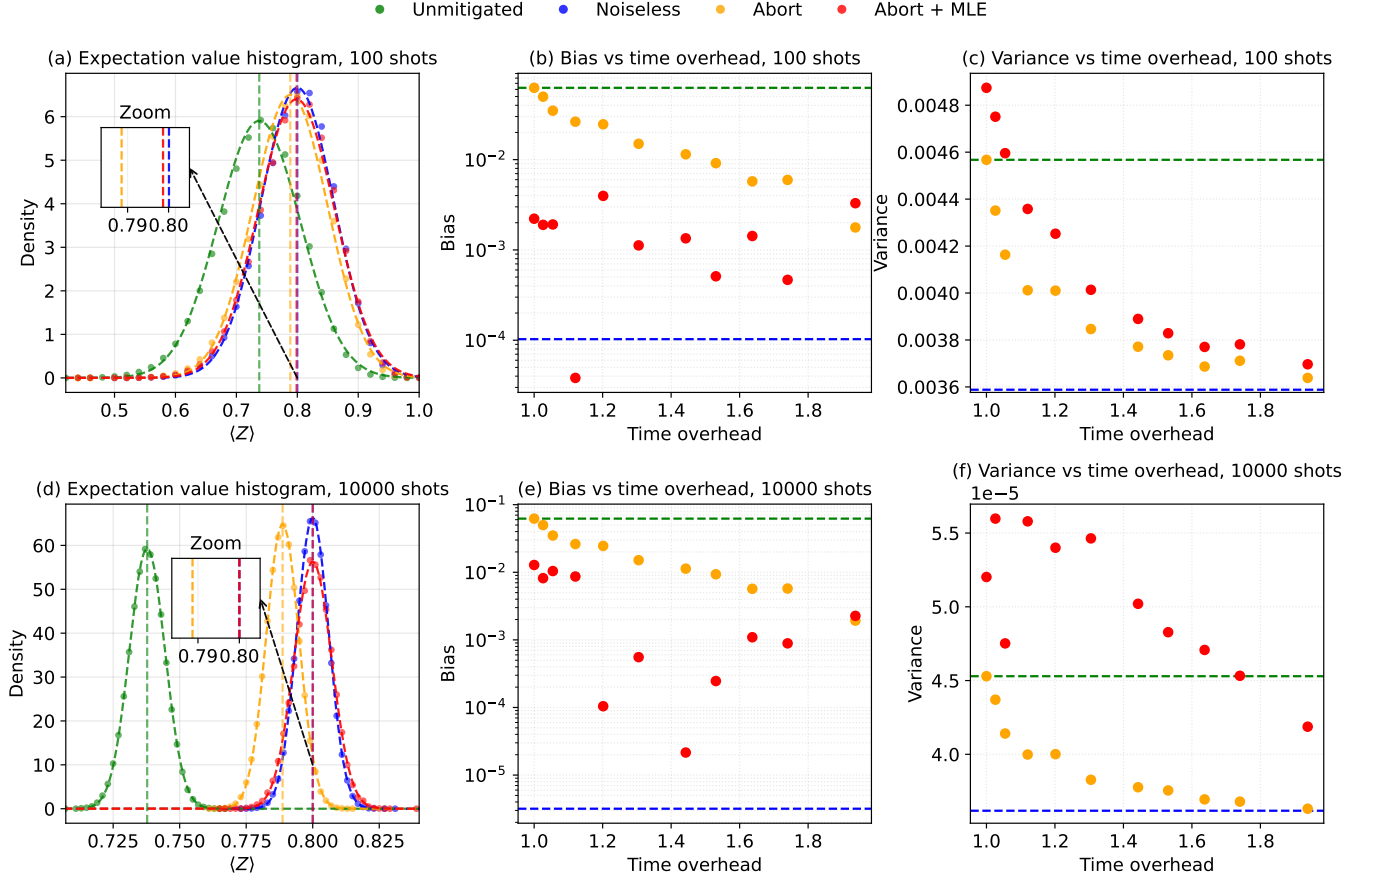 Unmitigated Noiseless Abort Abort + MLE
(a) Expectation value histogram, 100 shots
Density
6
5
4
3
2
1
0
Zoom
0.79 0.80
0.5 0.6 0.7 0.8 0.9 1.0
⟨Z⟩
(b) Bias vs time overhead, 100 shots
Bias
10⁻²
10⁻³
10⁻⁴
1.0 1.2 1.4 1.6 1.8
Time overhead
(c) Variance vs time overhead, 100 shots
Variance
0.0048
0.0046
0.0044
0.0042
0.0040
0.0038
0.0036
1.0 1.2 1.4 1.6 1.8
Time overhead
(d) Expectation value histogram, 10000 shots
Density
60
50
40
30
20
10
0
Zoom
0.79 0.80
0.725 0.750 0.775 0.800 0.825
⟨Z⟩
(e) Bias vs time overhead, 10000 shots
Bias
10⁻¹
10⁻²
10⁻³
10⁻⁴
10⁻⁵
1.0 1.2 1.4 1.6 1.8
Time overhead
(f) Variance vs time overhead, 10000 shots
1e−5
Variance
5.5
5.0
4.5
4.0
1.0 1.2 1.4 1.6 1.8
Time overhead